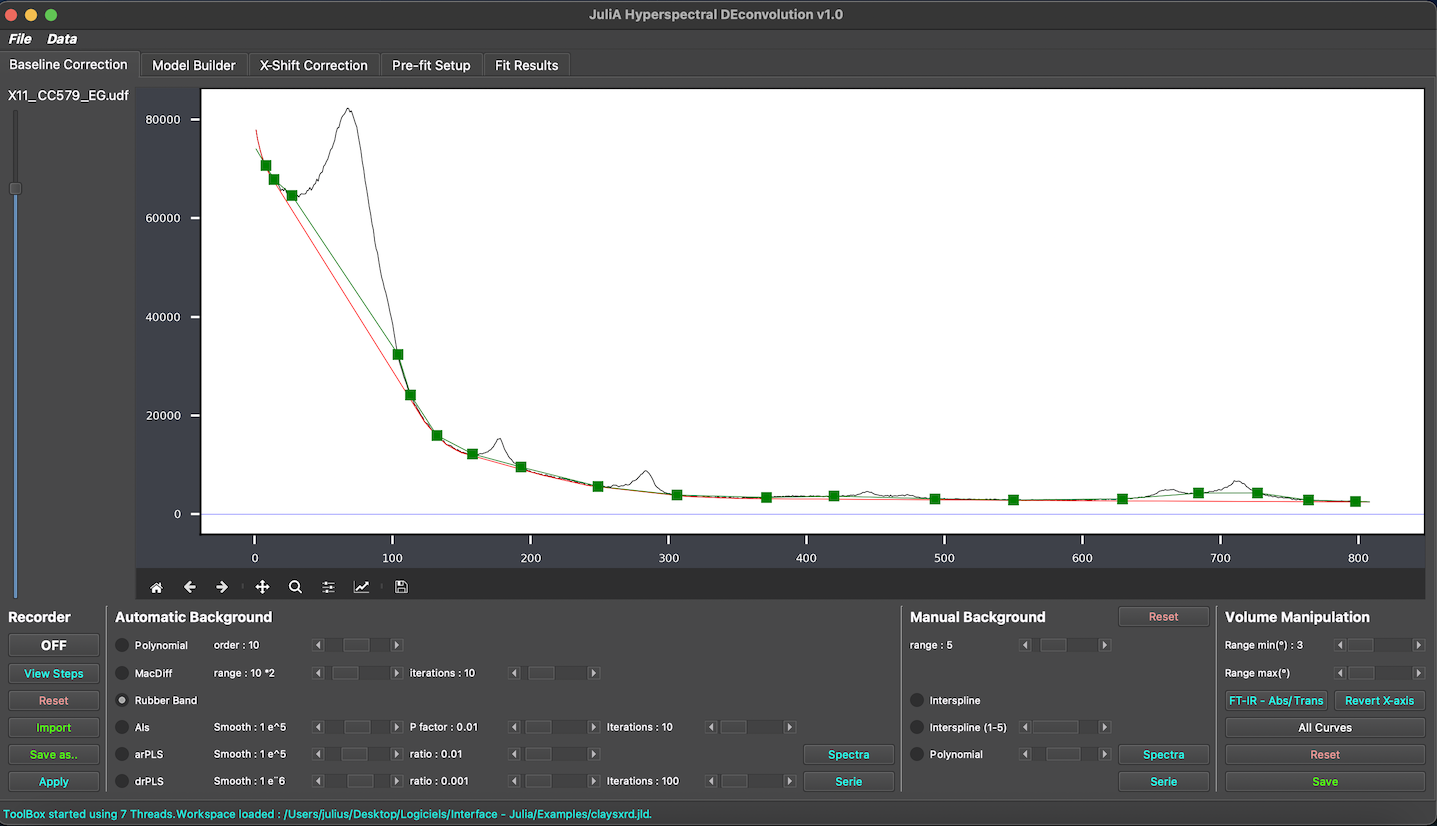 JuliA Hyperspectral DEconvolution v1.0
File Data
Baseline Correction Model Builder X-Shift Correction Pre-fit Setup Fit Results
X11_CC579_EG.udf
80000
60000
40000
20000
0
0 100 200 300 400 500 600 700 800
Recorder
OFF
View Steps
Reset
Import
Save as..
Apply
Automatic Background
Polynomial order : 10
MacDiff range : 10 *2 iterations : 10
Rubber Band
Als Smooth : 1 e^5 P factor : 0.01 Iterations : 10
arPLS Smooth : 1 e^5 ratio : 0.01 Spectra
drPLS Smooth : 1 e¨6 ratio : 0.001 Iterations : 100 Serie
Manual Background Reset
range : 5
Interspline
Interspline (1-5)
Polynomial Spectra
Serie
Volume Manipulation
Range min(°) : 3
Range max(°)
FT-IR - Abs/Trans Revert X-axis
All Curves
Reset
Save
ToolBox started using 7 Threads.Workspace loaded : /Users/julius/Desktop/Logiciels/Interface - Julia/Examples/claysxrd.jld.